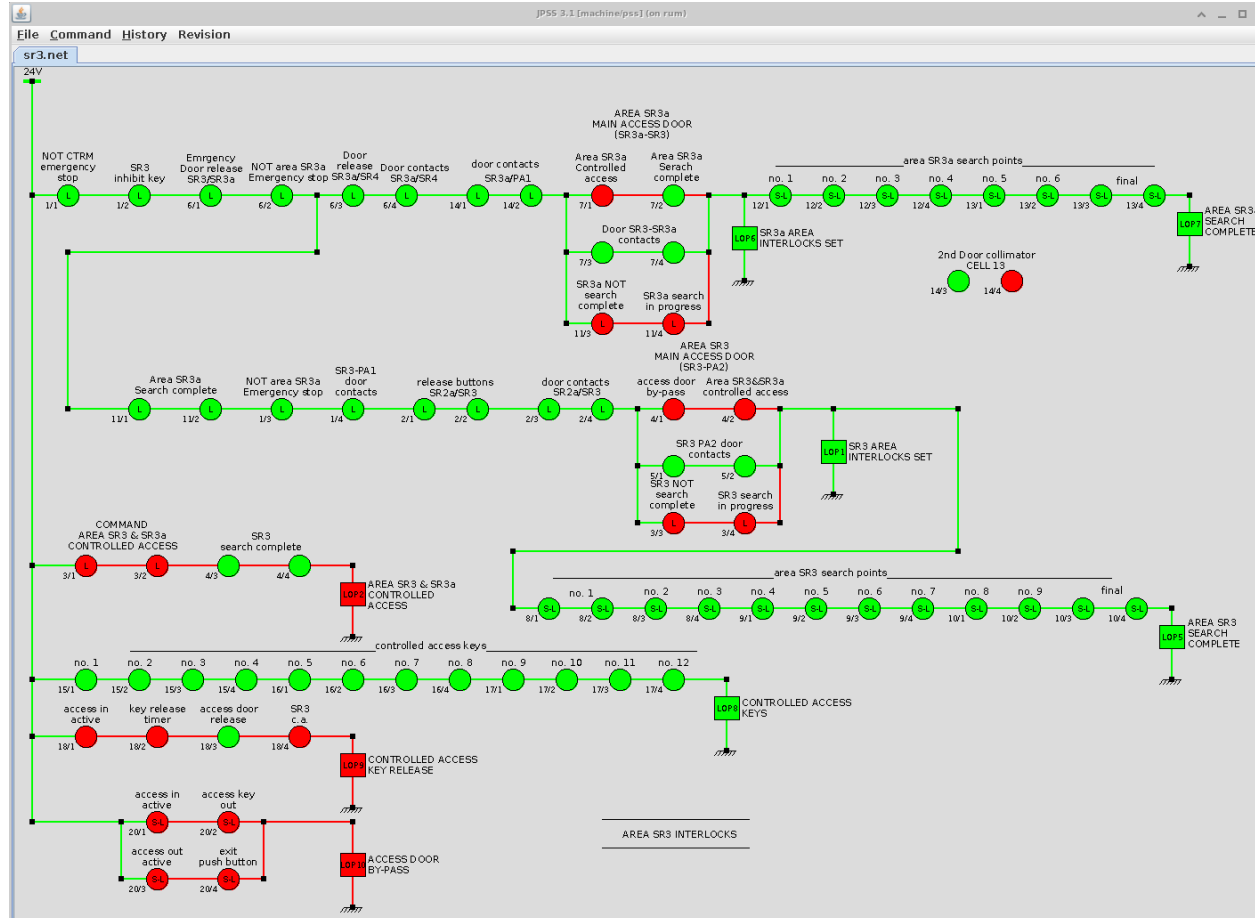 JPSS 3.1 [machine/pss] (on rum)
File Command History Revision
sr3.net
24V
AREA SR3a
MAIN ACCESS DOOR
(SR3a-SR3)
NOT CTRM
emergency
stop
SR3
inhibit key
Emrgency
Door release
SR3/SR3a
NOT area SR3a
Emergency stop
Door
release
SR3a/SR4
Door contacts
SR3a/SR4
door contacts
SR3a/PA1
Area SR3a
Controlled
access
Area SR3a
Serach
complete
area SR3a search points
no. 1 no. 2 no. 3 no. 4 no. 5 no. 6 final
L L L L L L L L L S-L S-L S-L S-L S-L S-L S-L S-L
1/1 1/2 6/1 6/2 6/3 6/4 14/1 14/2 7/1 7/2 12/1 12/2 12/3 12/4 13/1 13/2 13/3 13/4
LOP6
SR3a AREA
INTERLOCKS SET
LOP7
AREA SR3a
SEARCH
COMPLETE
Door SR3-SR3a
contacts
7/3 7/4
2nd Door collimator
CELL 13
14/3 14/4
SR3a NOT
search
complete
SR3a search
in progress
L L
11/3 11/4
AREA SR3
MAIN ACCESS DOOR
(SR3-PA2)
Area SR3a
Search complete
NOT area SR3a
Emergency stop
SR3-PA1
door
contacts
release buttons
SR2a/SR3
door contacts
SR2a/SR3
access door
by-pass
Area SR3&SR3a
controlled access
L L L L L L L L L L
11/1 11/2 1/3 1/4 2/1 2/2 2/3 2/4 4/1 4/2
LOP1
SR3 AREA
INTERLOCKS SET
SR3 PA2 door
contacts
5/1 5/2
SR3 NOT
search
complete
SR3 search
in progress
L L
3/3 3/4
COMMAND
AREA SR3 & SR3a
CONTROLLED ACCESS
SR3
search complete
L L
3/1 3/2 4/3 4/4
LOP2
AREA SR3 & SR3a
CONTROLLED
ACCESS
area SR3 search points
no. 1 no. 2 no. 3 no. 4 no. 5 no. 6 no. 7 no. 8 no. 9 final
S-L S-L S-L S-L S-L S-L S-L S-L S-L S-L S-L S-L
8/1 8/2 8/3 8/4 9/1 9/2 9/3 9/4 10/1 10/2 10/3 10/4
LOP5
AREA SR3
SEARCH
COMPLETE
controlled access keys
no. 1 no. 2 no. 3 no. 4 no. 5 no. 6 no. 7 no. 8 no. 9 no. 10 no. 11 no. 12
15/1 15/2 15/3 15/4 16/1 16/2 16/3 16/4 17/1 17/2 17/3 17/4
LOP8
CONTROLLED ACCESS
KEYS
access in
active
key release
timer
access door
release
SR3
c.a.
18/1 18/2 18/3 18/4
LOP9
CONTROLLED ACCESS
KEY RELEASE
access in
active
access key
out
S-L S-L
20/1 20/2
access out
active
exit
push button
S-L S-L
20/3 20/4
LOP10
ACCESS DOOR
BY-PASS
AREA SR3 INTERLOCKS